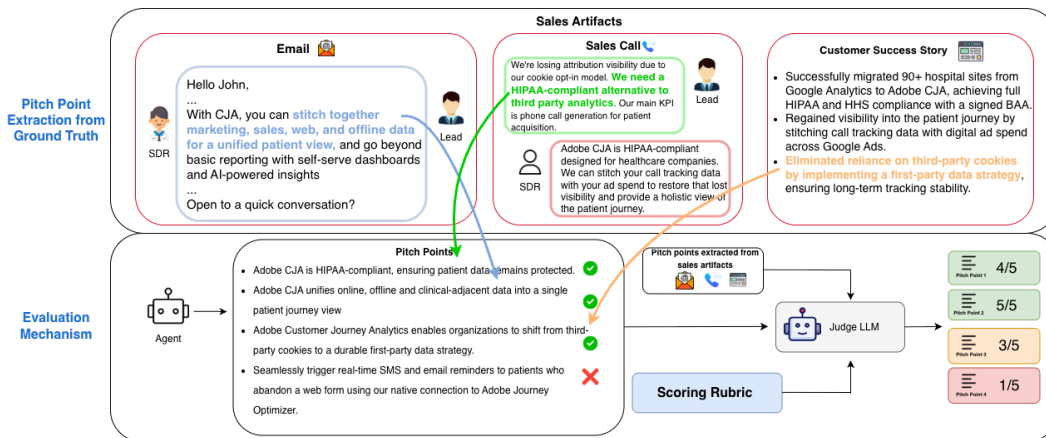 Sales Artifacts
Pitch Point
Extraction from
Ground Truth
Email
Hello John,
...
With CJA, you can stitch together
marketing, sales, web, and offline data
for a unified patient view, and go beyond
basic reporting with self-serve dashboards
and AI-powered insights
...
Open to a quick conversation?
SDR
Lead
Sales Call
We're losing attribution visibility due to
our cookie opt-in model. We need a
HIPAA-compliant alternative to
third party analytics. Our main KPI
is phone call generation for patient
acquisition.
Lead
SDR
Adobe CJA is HIPAA-compliant
designed for healthcare companies.
We can stitch your call tracking data
with your ad spend to restore that lost
visibility and provide a holistic view of
the patient journey.
Customer Success Story
• Successfully migrated 90+ hospital sites from
Google Analytics to Adobe CJA, achieving full
HIPAA and HHS compliance with a signed BAA.
• Regained visibility into the patient journey by
stitching call tracking data with digital ad spend
across Google Ads.
• Eliminated reliance on third-party cookies
by implementing a first-party data strategy,
ensuring long-term tracking stability.
Evaluation
Mechanism
Agent
Pitch Points
• Adobe CJA is HIPAA-compliant, ensuring patient data remains protected.
• Adobe CJA unifies online, offline and clinical-adjacent data into a single
patient journey view
• Adobe Customer Journey Analytics enables organizations to shift from third-
party cookies to a durable first-party data strategy.
• Seamlessly trigger real-time SMS and email reminders to patients who
abandon a web form using our native connection to Adobe Journey
Optimizer.
Pitch points extracted from
sales artifacts
Judge LLM
Scoring Rubric
Pitch Point 1
4/5
Pitch Point 2
5/5
Pitch Point 3
3/5
Pitch Point 4
1/5